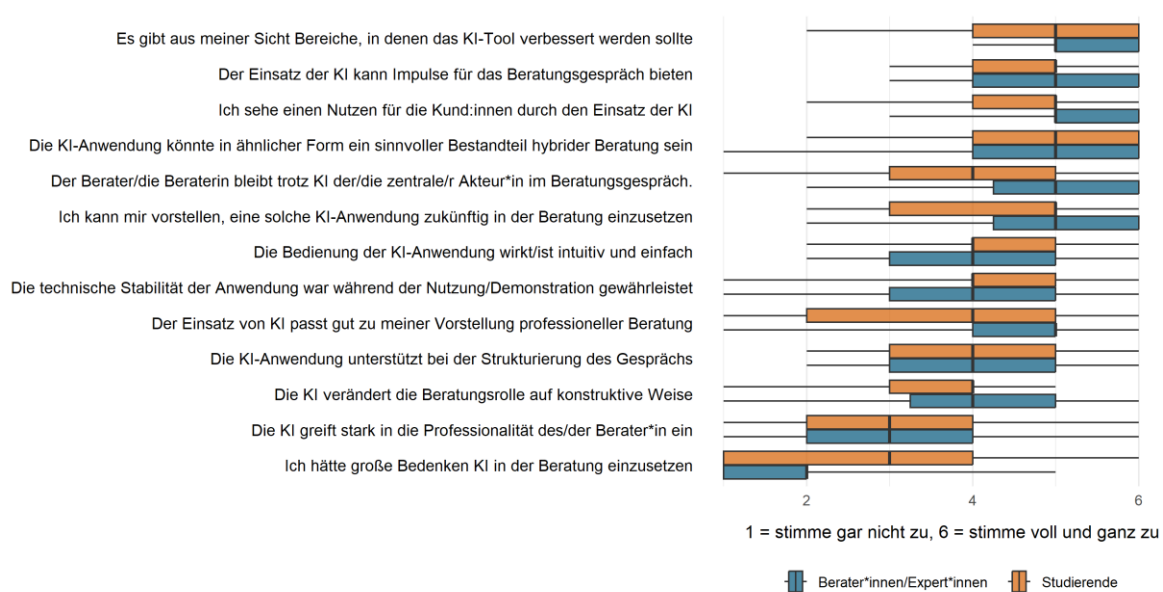 Es gibt aus meiner Sicht Bereiche, in denen das KI-Tool verbessert werden sollte
Der Einsatz der KI kann Impulse für das Beratungsgespräch bieten
Ich sehe einen Nutzen für die Kund:innen durch den Einsatz der KI
Die KI-Anwendung könnte in ähnlicher Form ein sinnvoller Bestandteil hybrider Beratung sein
Der Berater/die Beraterin bleibt trotz KI der/die zentrale/r Akteur*in im Beratungsgespräch.
Ich kann mir vorstellen, eine solche KI-Anwendung zukünftig in der Beratung einzusetzen
Die Bedienung der KI-Anwendung wirkt/ist intuitiv und einfach
Die technische Stabilität der Anwendung war während der Nutzung/Demonstration gewährleistet
Der Einsatz von KI passt gut zu meiner Vorstellung professioneller Beratung
Die KI-Anwendung unterstützt bei der Strukturierung des Gesprächs
Die KI verändert die Beratungsrolle auf konstruktive Weise
Die KI greift stark in die Professionalität des/der Berater*in ein
Ich hätte große Bedenken KI in der Beratung einzusetzen
2 4 6
1 = stimme gar nicht zu, 6 = stimme voll und ganz zu
Berater*innen/Expert*innen Studierende